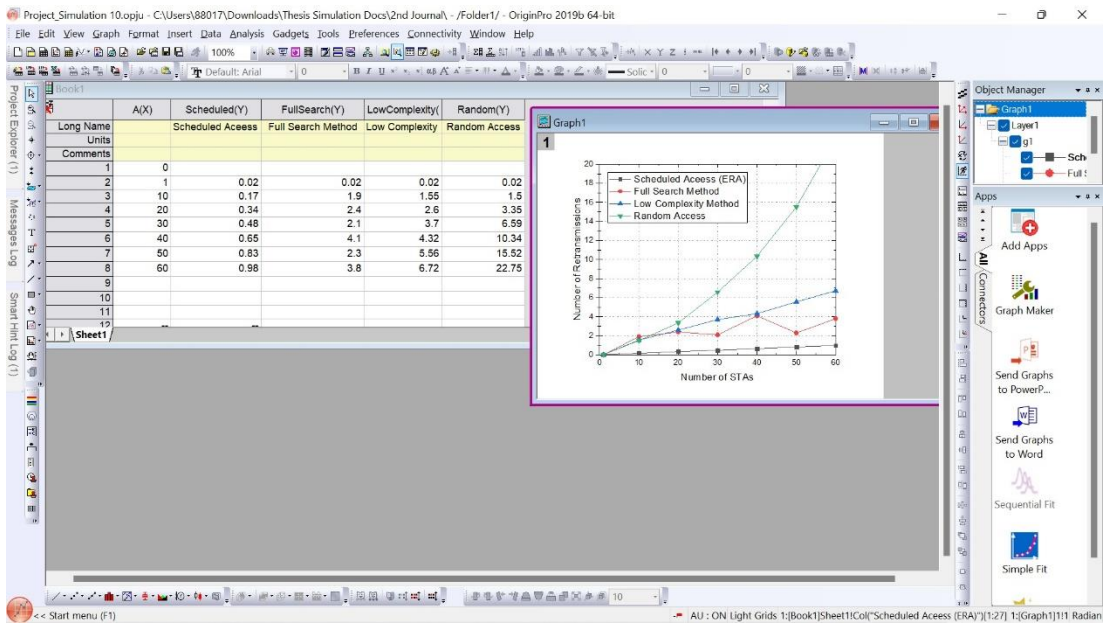 Project_Simulation 10.opju - C:\Users\88017\Downloads\Thesis Simulation Docs\2nd Journal\ - /Folder1/ - OriginPro 2019b 64-bit
File Edit View Graph Format Insert Data Analysis Gadgets Tools Preferences Connectivity Window Help
100%
Default: Arial 0 B I U
Solic 0 0
Project Explorer (1)
Messages Log
Smart Hint Log (1)
Book1
A(X) Scheduled(Y) FullSearch(Y) LowComplexity( Random(Y)
Long Name Scheduled Aceess Full Search Method Low Complexity Random Access
Units
Comments
1 0
2 1 0.02 0.02 0.02 0.02
3 10 0.17 1.9 1.55 1.5
4 20 0.34 2.4 2.6 3.35
5 30 0.48 2.1 3.7 6.59
6 40 0.65 4.1 4.32 10.34
7 50 0.83 2.3 5.56 15.52
8 60 0.98 3.8 6.72 22.75
9
10
11
12 -- --
Sheet1
Graph1
1
Scheduled Aceess (ERA)
Full Search Method
Low Complexity Method
Random Access
20
18
16
14
12
10
8
6
4
2
0
Number of Retransmissions
0 10 20 30 40 50 60
Number of STAs
Object Manager
Graph1
Layer1
g1
Sch
Full
Apps
All
Connectors
Add Apps
Graph Maker
Send Graphs
to PowerP...
Send Graphs
to Word
Sequential Fit
Simple Fit
10
<< Start menu (F1)
AU : ON Light Grids 1:[Book1]Sheet1!Col("Scheduled Aceess (ERA)")[1:27] 1:[Graph1]1!1 Radian